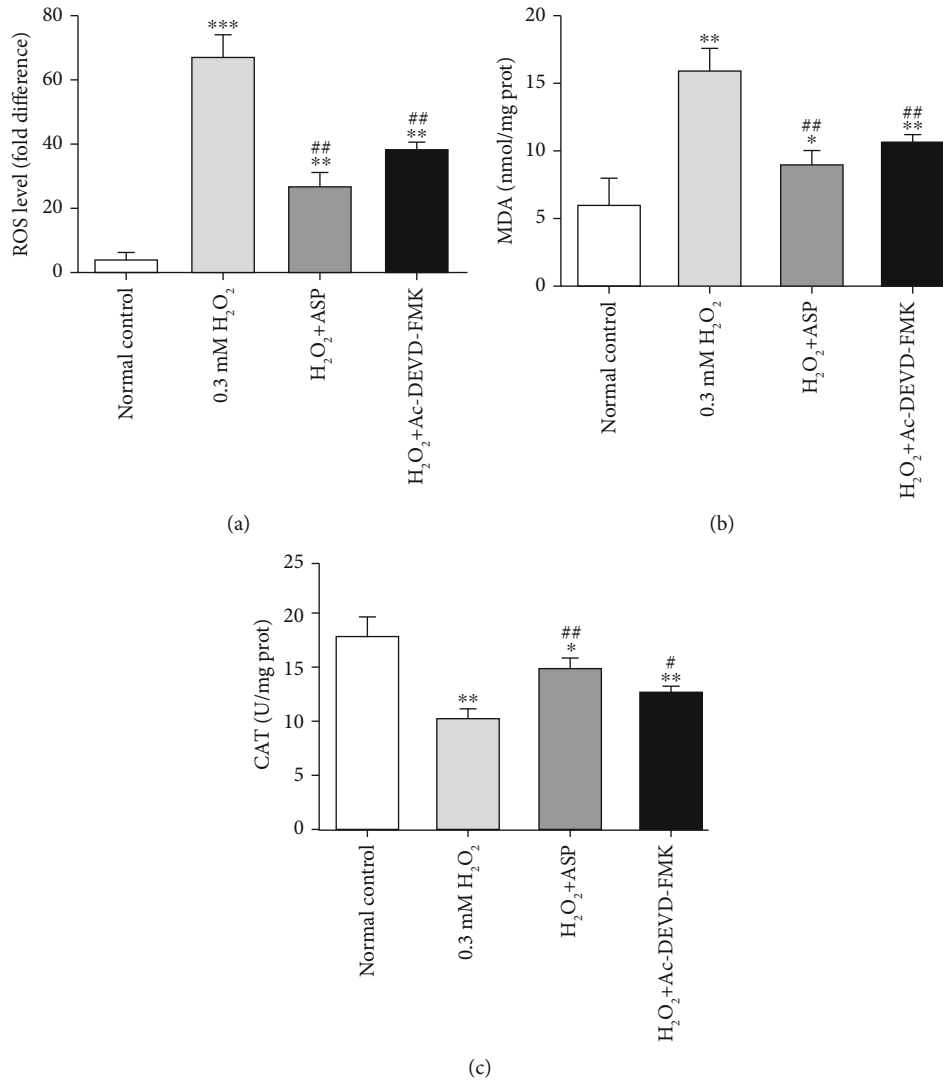 ROS level (fold difference)
80
60
40
20
0
***
##
**
##
**
Normal control
0.3 mM H₂O₂
H₂O₂+ASP
H₂O₂+Ac-DEVD-FMK
(a)
MDA (nmol/mg prot)
20
15
10
5
0
**
##
*
##
**
Normal control
0.3 mM H₂O₂
H₂O₂+ASP
H₂O₂+Ac-DEVD-FMK
(b)
CAT (U/mg prot)
25
20
15
10
5
0
**
##
*
#
**
Normal control
0.3 mM H₂O₂
H₂O₂+ASP
H₂O₂+Ac-DEVD-FMK
(c)